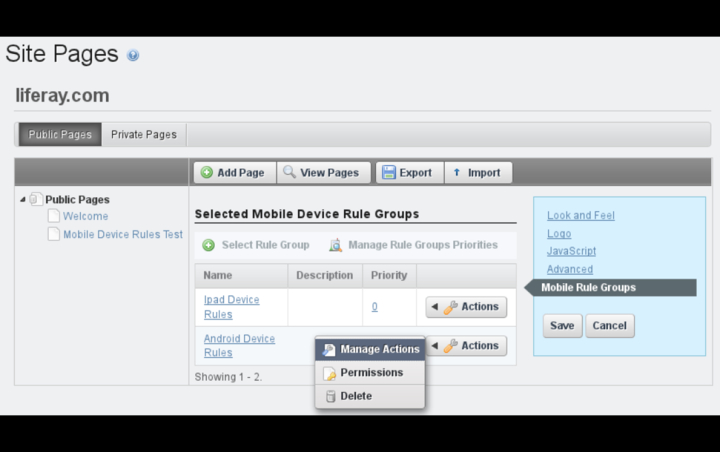 Site Pages
liferay.com
Public Pages Private Pages
Add Page View Pages Export Import
Public Pages
Welcome
Mobile Device Rules Test
Selected Mobile Device Rule Groups
Select Rule Group Manage Rule Groups Priorities
Name Description Priority
Ipad Device
Rules
0 Actions
Android Device
Rules
Actions
Showing 1 - 2.
Manage Actions
Permissions
Delete
Look and Feel
Logo
JavaScript
Advanced
Mobile Rule Groups
Save Cancel